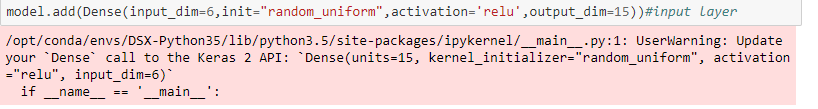 model.add(Dense(input_dim=6,init="random_uniform",activation='relu',output_dim=15))#input layer
/opt/conda/envs/DSX-Python35/lib/python3.5/site-packages/ipykernel/__main__.py:1: UserWarning: Update
your `Dense` call to the Keras 2 API: `Dense(units=15, kernel_initializer="random_uniform", activation
="relu", input_dim=6)`
  if __name__ == '__main__':